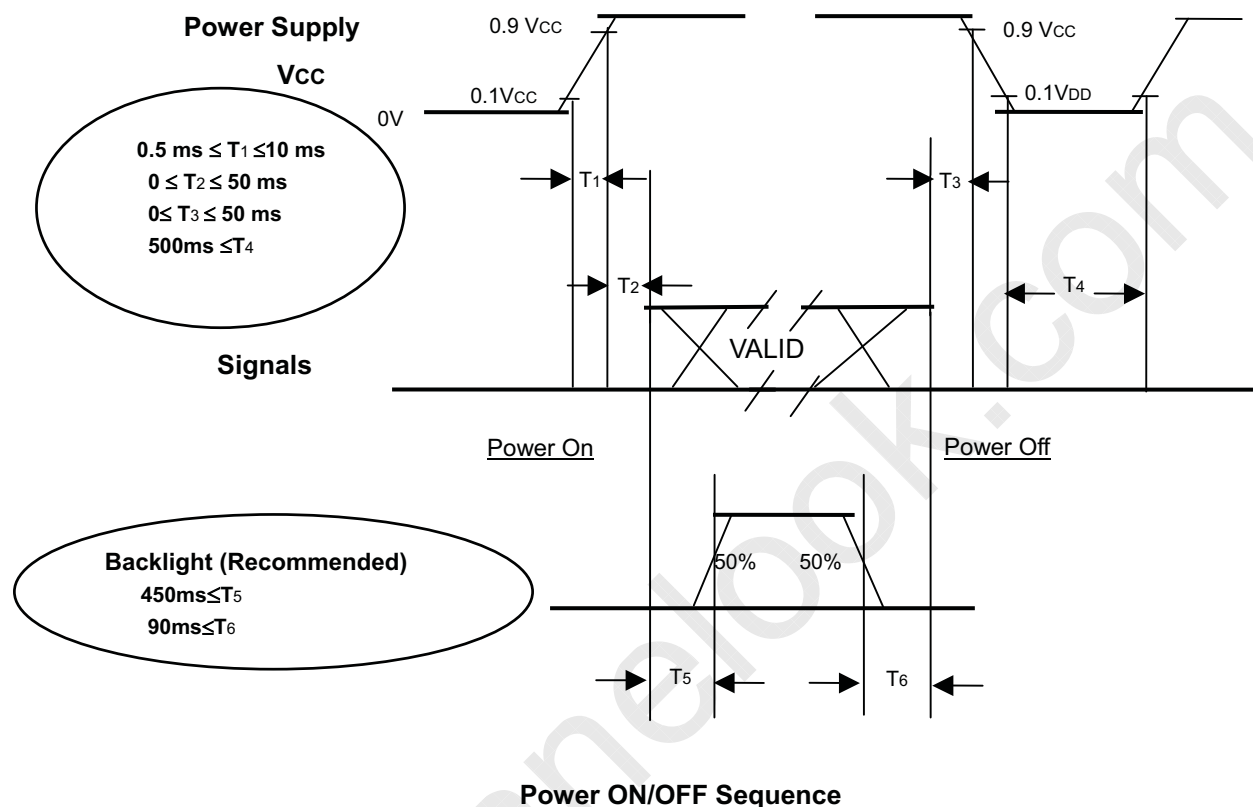 Power Supply
VCC
0.9 VCC
0.1VCC
0V
0.9 VCC
0.1VDD
0.5 ms ≤ T1 ≤10 ms
0 ≤ T2 ≤ 50 ms
0≤ T3 ≤ 50 ms
500ms ≤T4
T1
T3
T2
T4
VALID
Signals
Power On
Power Off
Backlight (Recommended)
450ms≤T5
90ms≤T6
50%
50%
T5
T6
Power ON/OFF Sequence
nelook.com